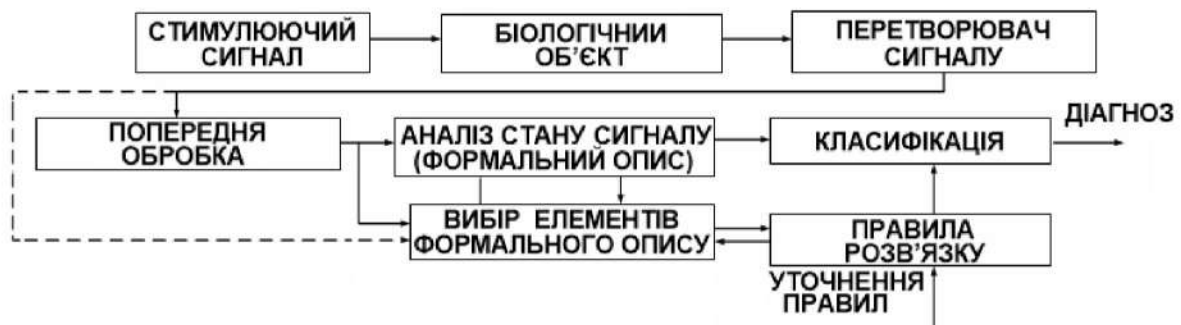 СТИМУЛЮЮЧИЙ
СИГНАЛ
БІОЛОГІЧНИИ
ОБ’ЄКТ
ПЕРЕТВОРЮВАЧ
СИГНАЛУ
ПОПЕРЕДНЯ
ОБРОБКА
АНАЛІЗ СТАНУ СИГНАЛУ
(ФОРМАЛЬНИЙ ОПИС)
КЛАСИФІКАЦІЯ
ДІАГНОЗ
ВИБІР ЕЛЕМЕНТІВ
ФОРМАЛЬНОГО ОПИСУ
ПРАВИЛА
РОЗВ’ЯЗКУ
УТОЧНЕННЯ
ПРАВИЛ